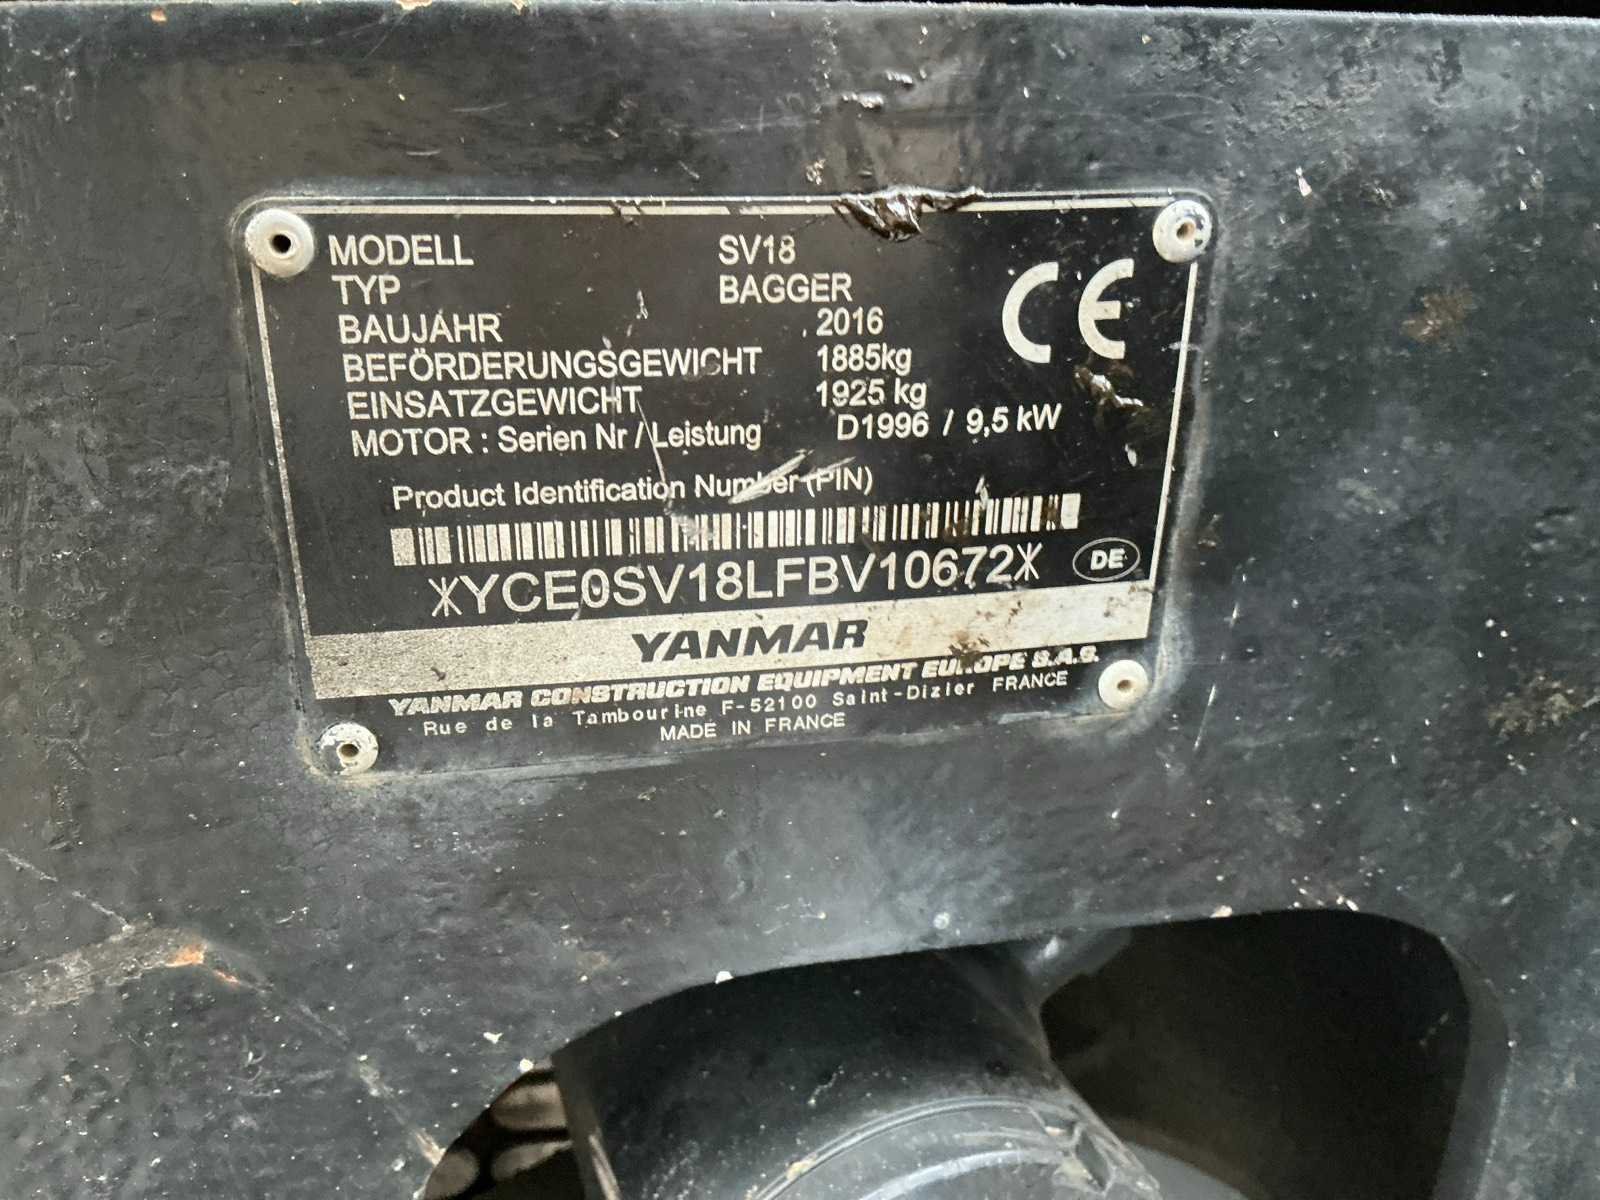 MODELL SV18
TYP BAGGER
BAUJAHR 2016
BEFÖRDERUNGSGEWICHT 1885kg
EINSATZGEWICHT 1925 kg
MOTOR : Serien Nr / Leistung D1996 / 9,5 kW
CE
Product Identification Number (PIN)
*YCE0SV18LFBV10672*
DE
YANMAR
YANMAR CONSTRUCTION EQUIPMENT EUROPE S.A.S.
Rue de la Tambourine F-52100 Saint-Dizier FRANCE
MADE IN FRANCE